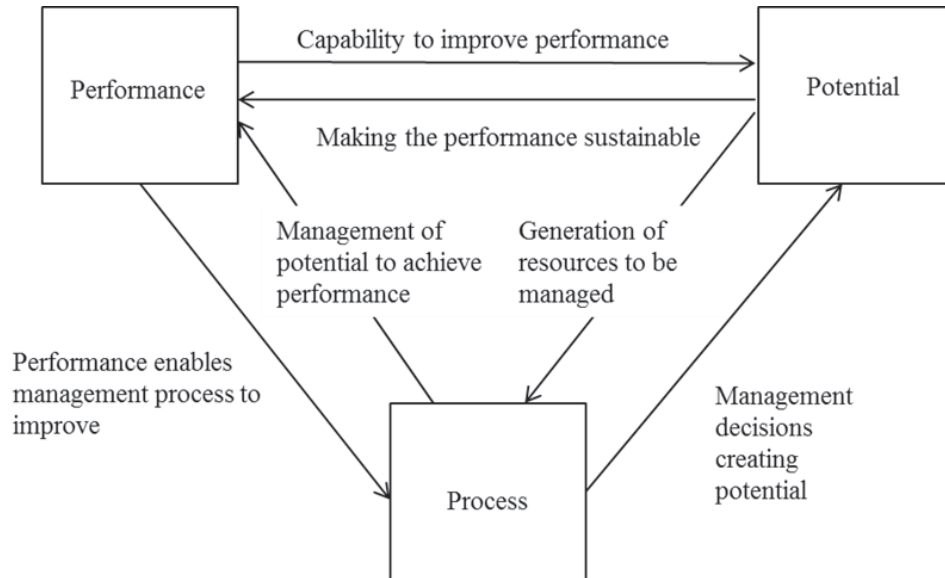 Capability to improve performance
Performance
Potential
Making the performance sustainable
Management of
potential to achieve
performance
Generation of
resources to be
managed
Performance enables
management process to
improve
Management
decisions
creating
potential
Process